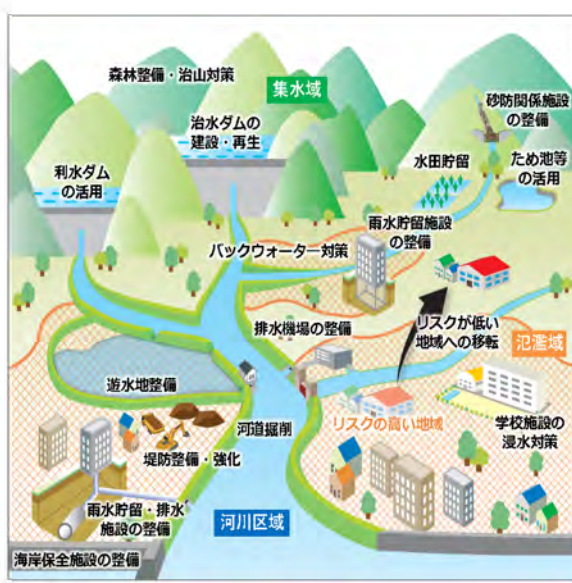 森林整備・治山対策
集水域
砂防関係施設
の整備
治水ダムの
建設・再生
利水ダム
の活用
水田貯留
ため池等
の活用
雨水貯留施設
の整備
バックウォーター対策
排水機場の整備
リスクが低い
地域への移転
氾濫域
遊水地整備
リスクの高い地域
学校施設の
浸水対策
河道掘削
堤防整備・強化
雨水貯留・排水
施設の整備
河川区域
海岸保全施設の整備